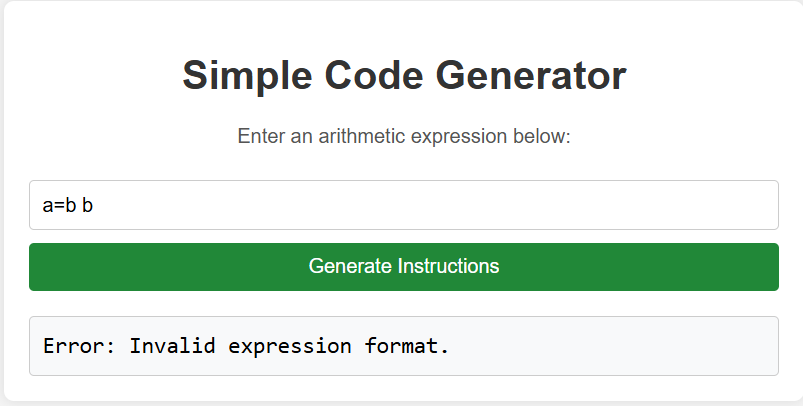 Simple Code Generator
Enter an arithmetic expression below:
a=b b
Generate Instructions
Error: Invalid expression format.